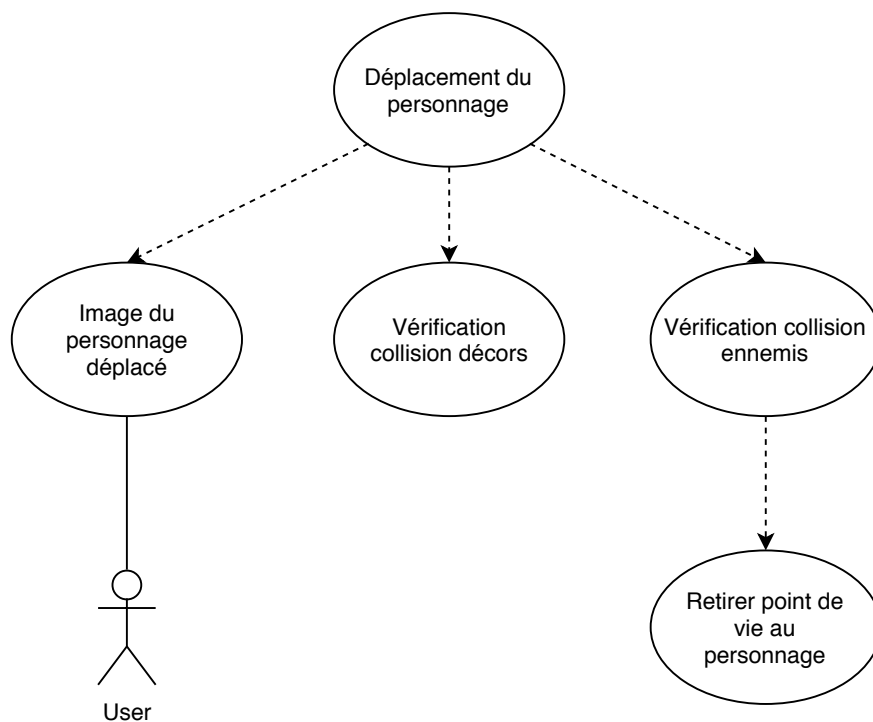 Déplacement du
personnage
Image du
personnage
déplacé
Vérification
collision décors
Vérification collision
ennemis
Retirer point de
vie au
personnage
User